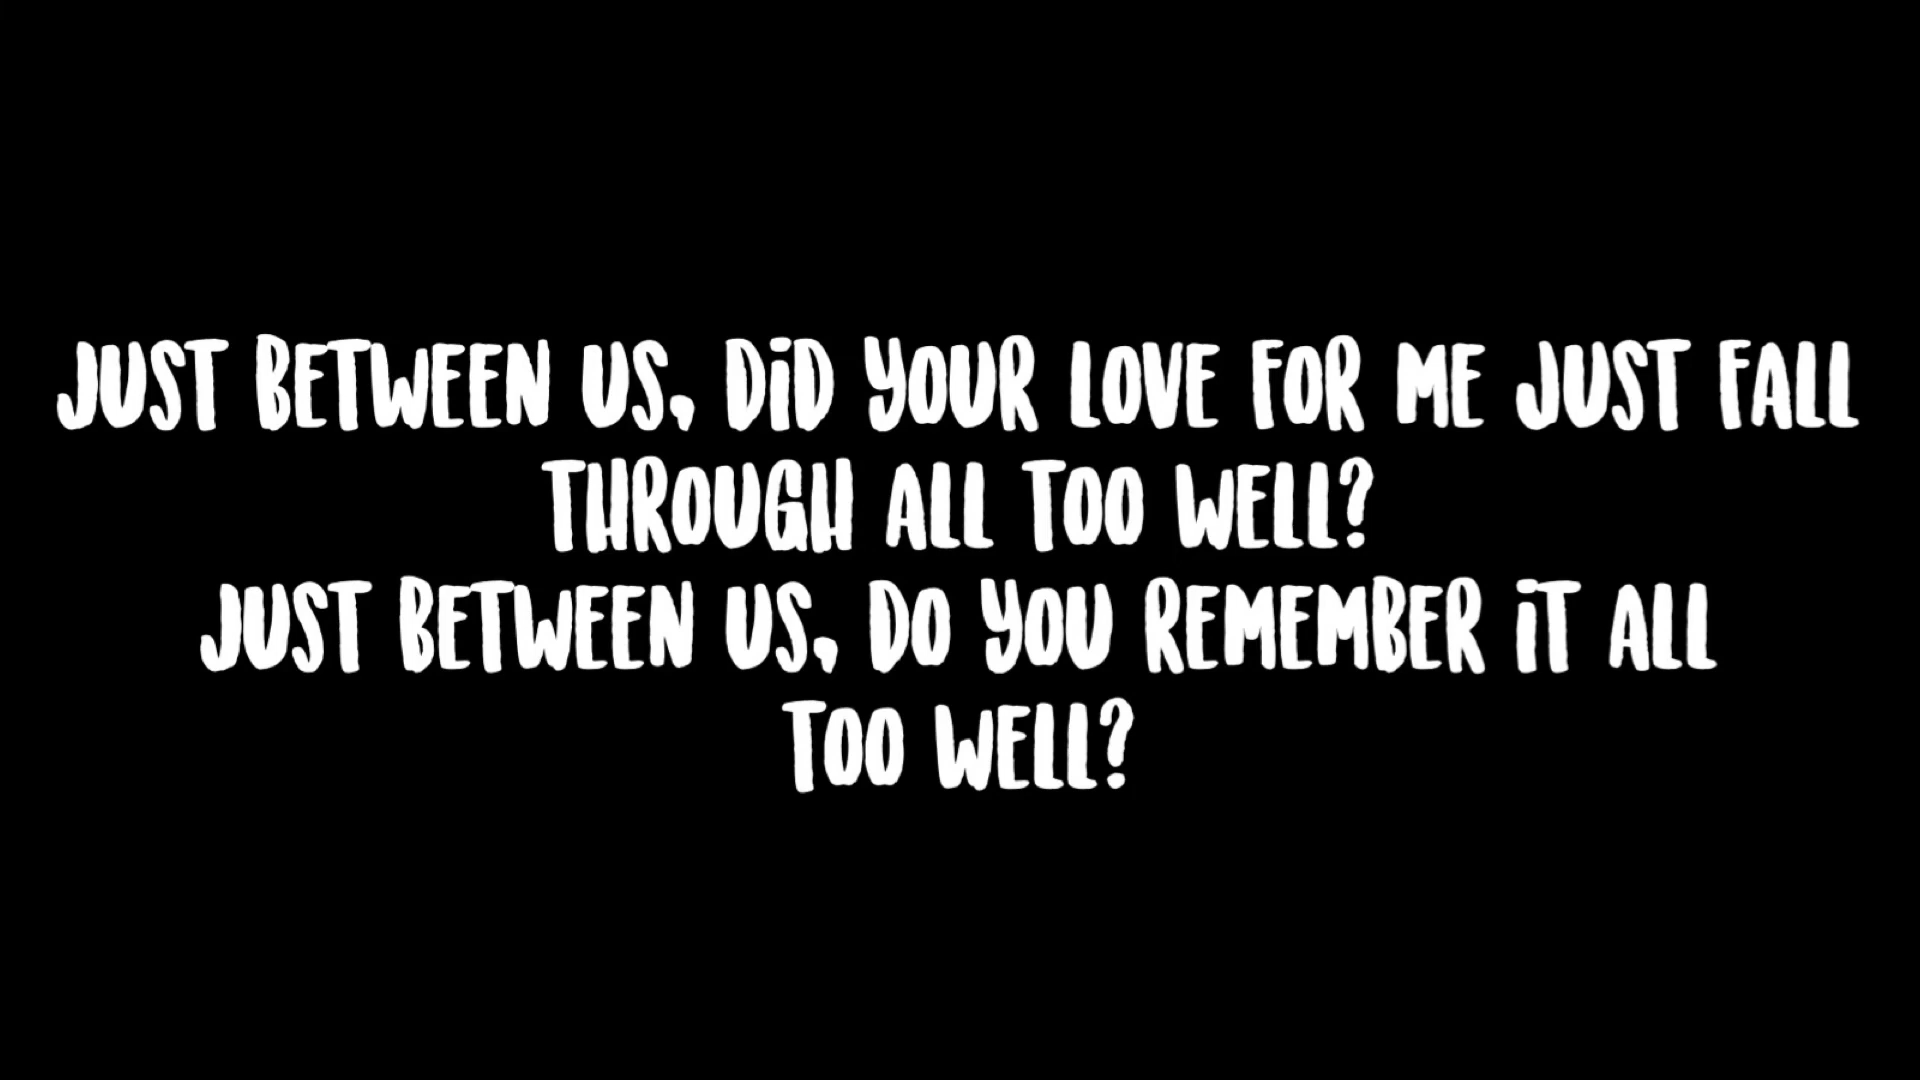 JUST BETWEEN US, DiD YOUR LOVE FOR ME JUST FALL
THROUGH ALL TOO WELL?
JUST BETWEEN US, DO YOU REMEMBER iT ALL
TOO WELL?